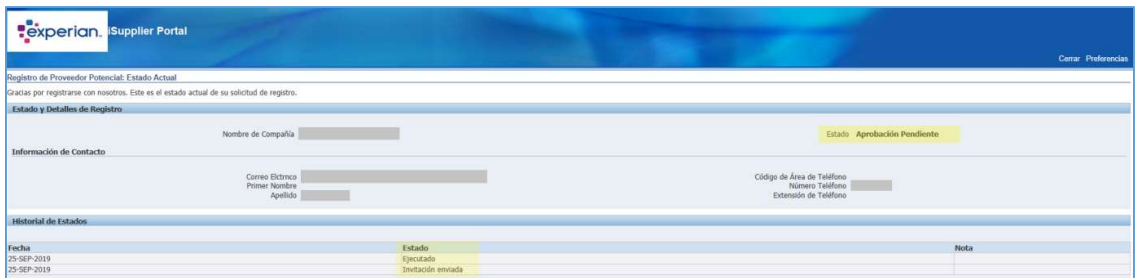 experian. iSupplier Portal
Cerrar Preferencias
Registro de Proveedor Potencial: Estado Actual
Gracias por registrarse con nosotros. Este es el estado actual de su solicitud de registro.
Estado y Detalles de Registro
Nombre de Compañía Estado Aprobación Pendiente
Información de Contacto
Correo Elctrnco Código de Área de Teléfono
Primer Nombre Número Teléfono
Apellido Extensión de Teléfono
Historial de Estados
Fecha Estado Nota
25-SEP-2019 Ejecutado
25-SEP-2019 Invitación enviada